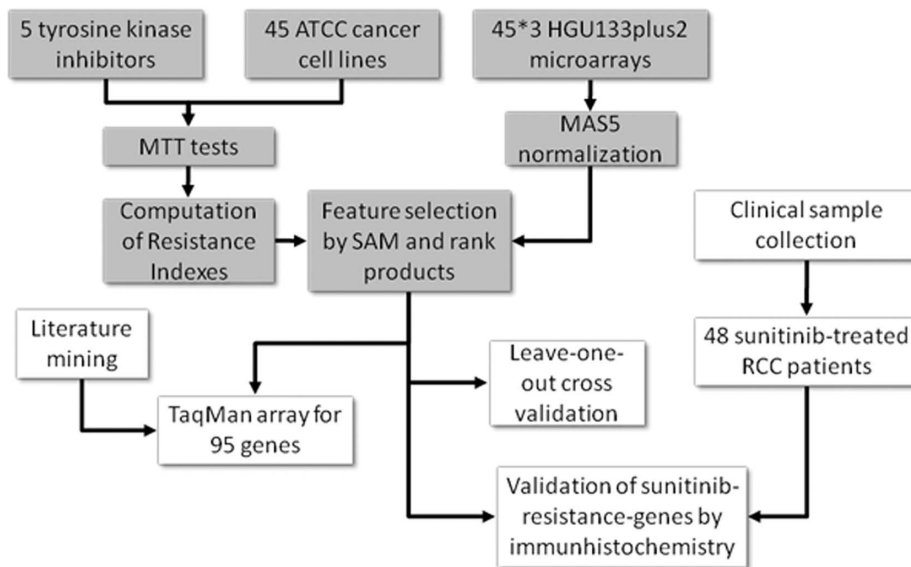 5 tyrosine kinase
inhibitors
45 ATCC cancer
cell lines
45*3 HGU133plus2
microarrays
MTT tests
MAS5
normalization
Computation
of Resistance
Indexes
Feature selection
by SAM and rank
products
Clinical sample
collection
Literature
mining
48 sunitinib-treated
RCC patients
Leave-one-
out cross
validation
TaqMan array for
95 genes
Validation of sunitinib-
resistance-genes by
immunhistochemistry